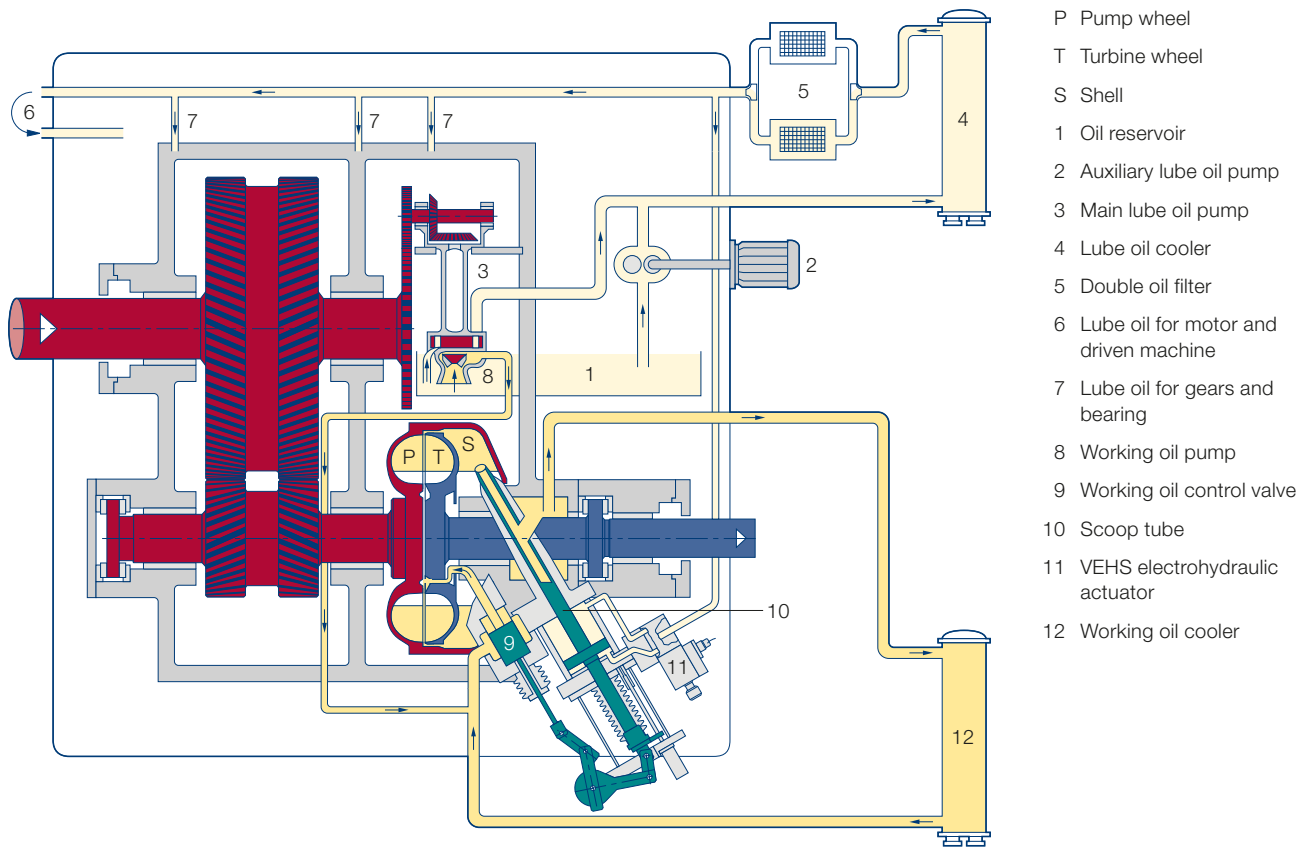 P Pump wheel
T Turbine wheel
S Shell
1 Oil reservoir
2 Auxiliary lube oil pump
3 Main lube oil pump
4 Lube oil cooler
5 Double oil filter
6 Lube oil for motor and
driven machine
7 Lube oil for gears and
bearing
8 Working oil pump
9 Working oil control valve
10 Scoop tube
11 VEHS electrohydraulic
actuator
12 Working oil cooler
6
7
7
7
5
4
3
2
8
1
P
T
S
10
9
11
12